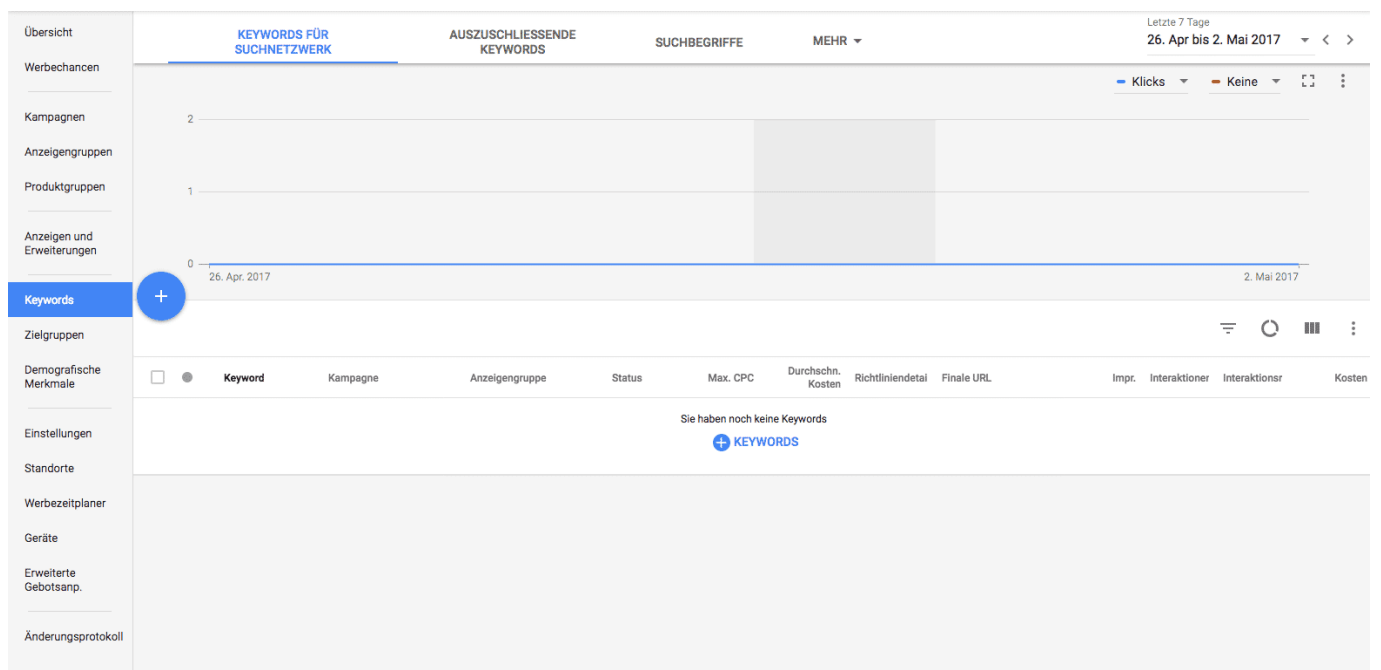 Übersicht
Werbechancen
Kampagnen
Anzeigengruppen
Produktgruppen
Anzeigen und
Erweiterungen
Keywords
Zielgruppen
Demografische
Merkmale
Einstellungen
Standorte
Werbezeitplaner
Geräte
Erweiterte
Gebotsanp.
Änderungsprotokoll
KEYWORDS FÜR
SUCHNETZWERK
AUSZUSCHLIESSENDE
KEYWORDS
SUCHBEGRIFFE
MEHR
Letzte 7 Tage
26. Apr bis 2. Mai 2017
Klicks
Keine
2
1
0
26. Apr. 2017
2. Mai 2017
Keyword
Kampagne
Anzeigengruppe
Status
Max. CPC
Durchschn.
Kosten
Richtliniendetai
Finale URL
Impr.
Interaktioner
Interaktionsr
Kosten
Sie haben noch keine Keywords
KEYWORDS